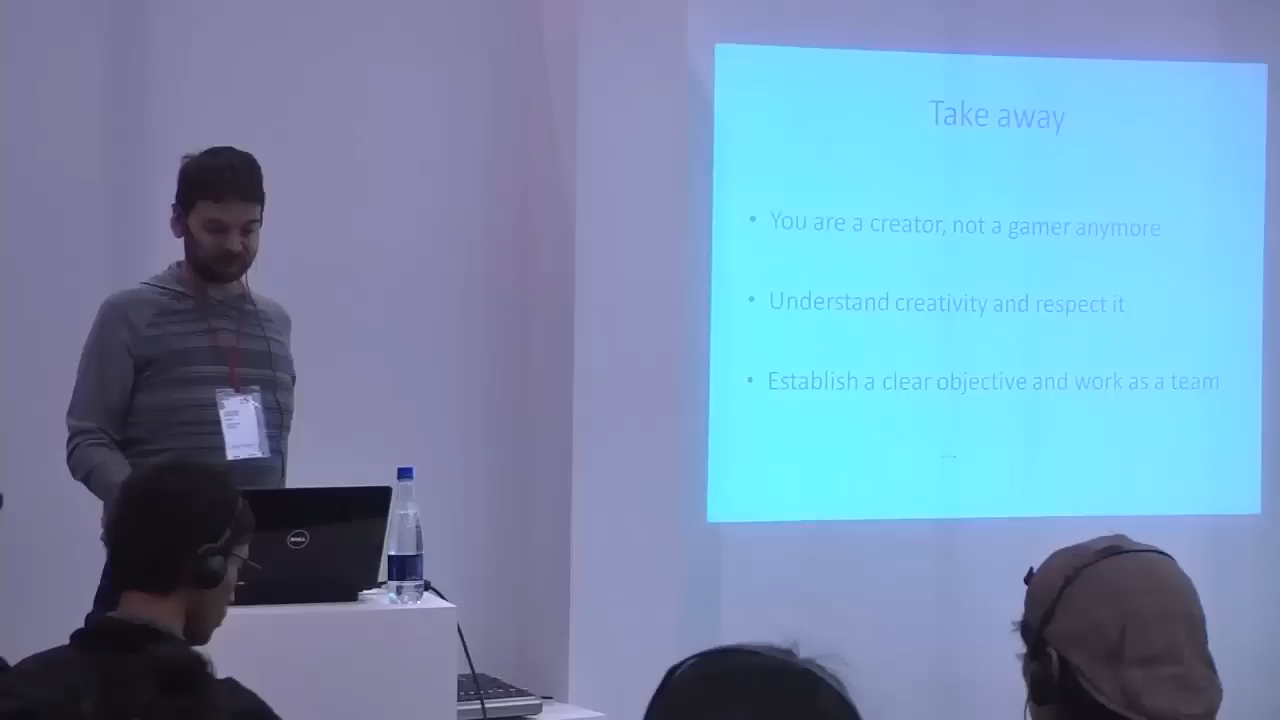 Take away
• You are a creator, not a gamer anymore
• Understand creativity and respect it
• Establish a clear objective and work as a team
DELL